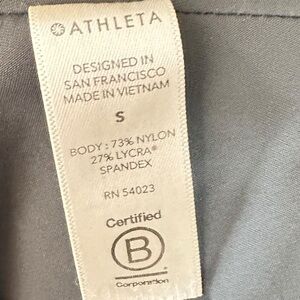 ATHLETA
DESIGNED IN
SAN FRANCISCO
MADE IN VIETNAM
S
BODY : 73% NYLON
27% LYCRA®
SPANDEX
RN 54023
Certified
B
Corporation